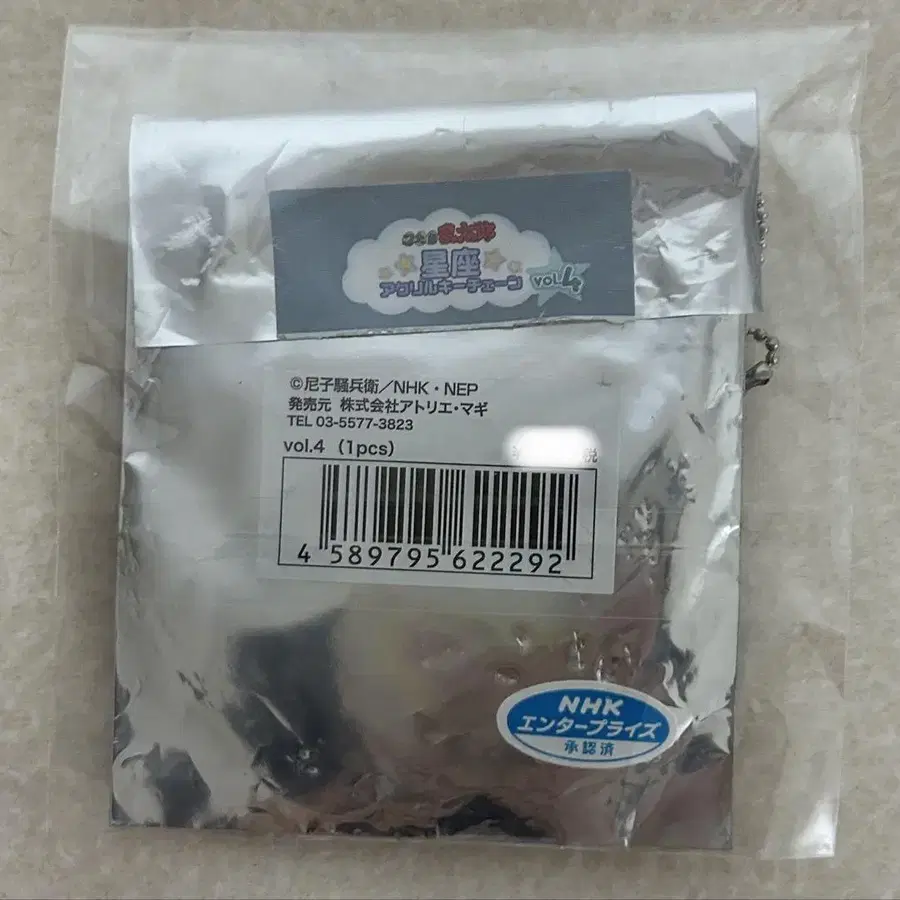 忍たま乱太郎
星座
アクリルキーチェーン
VOL.4
©尼子騒兵衛/NHK・NEP
発売元 株式会社アトリエ・マギ
TEL 03-5577-3823
vol.4 (1pcs)
税
4 589795 622292
NHK
エンタープライズ
承認済